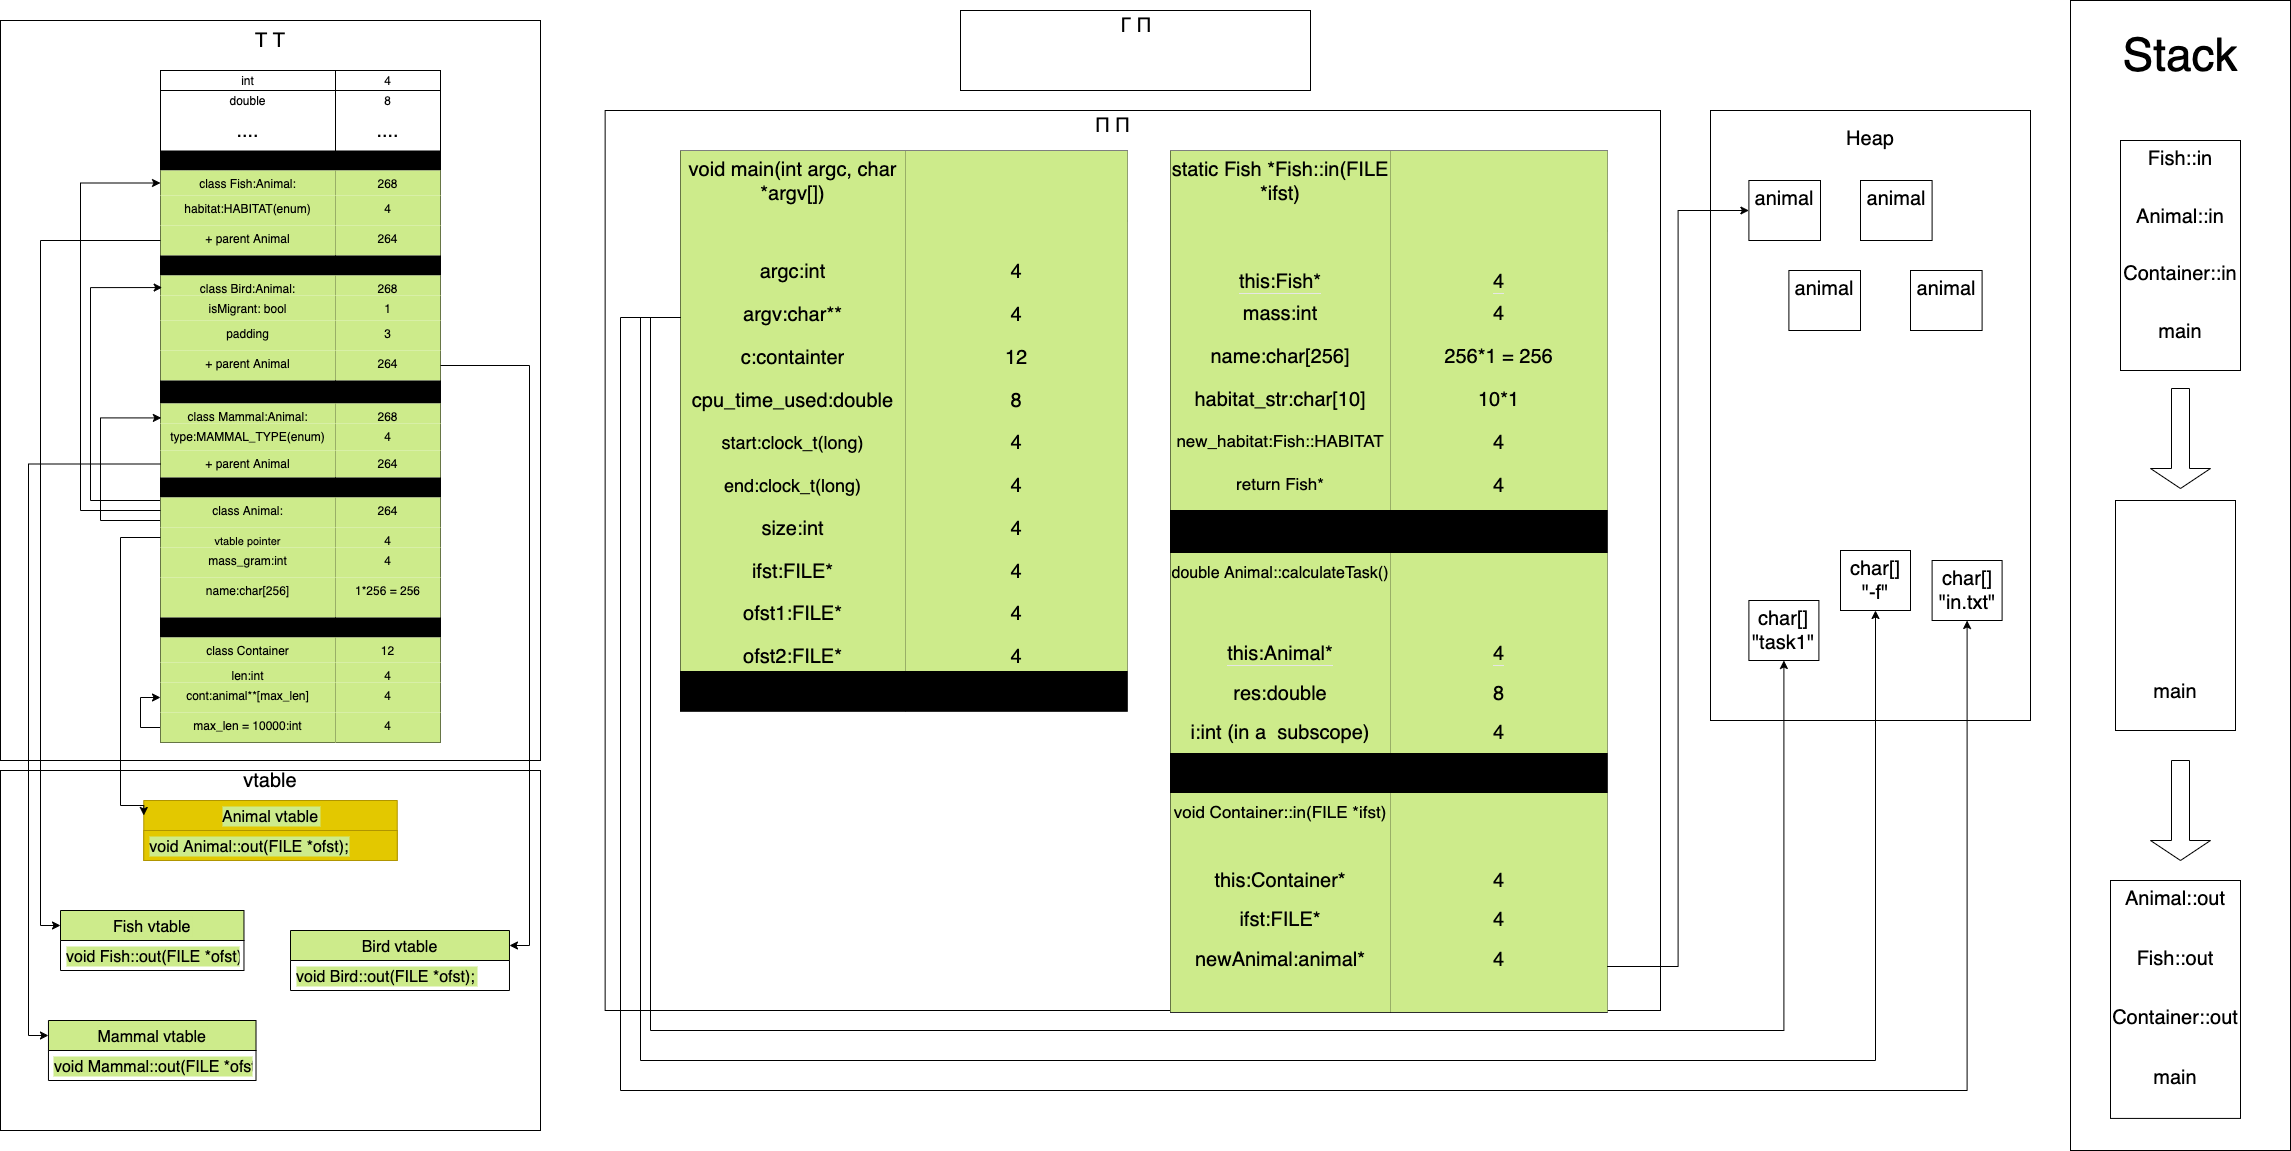 Т Т
int 4
double 8
.... ....
class Fish:Animal: 268
habitat:HABITAT(enum) 4
+ parent Animal 264
class Bird:Animal: 268
isMigrant: bool 1
padding 3
+ parent Animal 264
class Mammal:Animal: 268
type:MAMMAL_TYPE(enum) 4
+ parent Animal 264
class Animal: 264
vtable pointer 4
mass_gram:int 4
name:char[256] 1*256 = 256
class Container 12
len:int 4
cont:animal**[max_len] 4
max_len = 10000:int 4
vtable
Animal vtable
void Animal::out(FILE *ofst);
Fish vtable
void Fish::out(FILE *ofst)
Bird vtable
void Bird::out(FILE *ofst);
Mammal vtable
void Mammal::out(FILE *ofs
Г П
П П
void main(int argc, char
*argv[])
argc:int 4
argv:char** 4
c:containter 12
cpu_time_used:double 8
start:clock_t(long) 4
end:clock_t(long) 4
size:int 4
ifst:FILE* 4
ofst1:FILE* 4
ofst2:FILE* 4
static Fish *Fish::in(FILE
*ifst)
this:Fish* 4
mass:int 4
name:char[256] 256*1 = 256
habitat_str:char[10] 10*1
new_habitat:Fish::HABITAT 4
return Fish* 4
double Animal::calculateTask()
this:Animal* 4
res:double 8
i:int (in a subscope) 4
void Container::in(FILE *ifst)
this:Container* 4
ifst:FILE* 4
newAnimal:animal* 4
Heap
animal
animal
animal
animal
char[]
"task1"
char[]
"-f"
char[]
"in.txt"
Stack
Fish::in
Animal::in
Container::in
main
main
Animal::out
Fish::out
Container::out
main